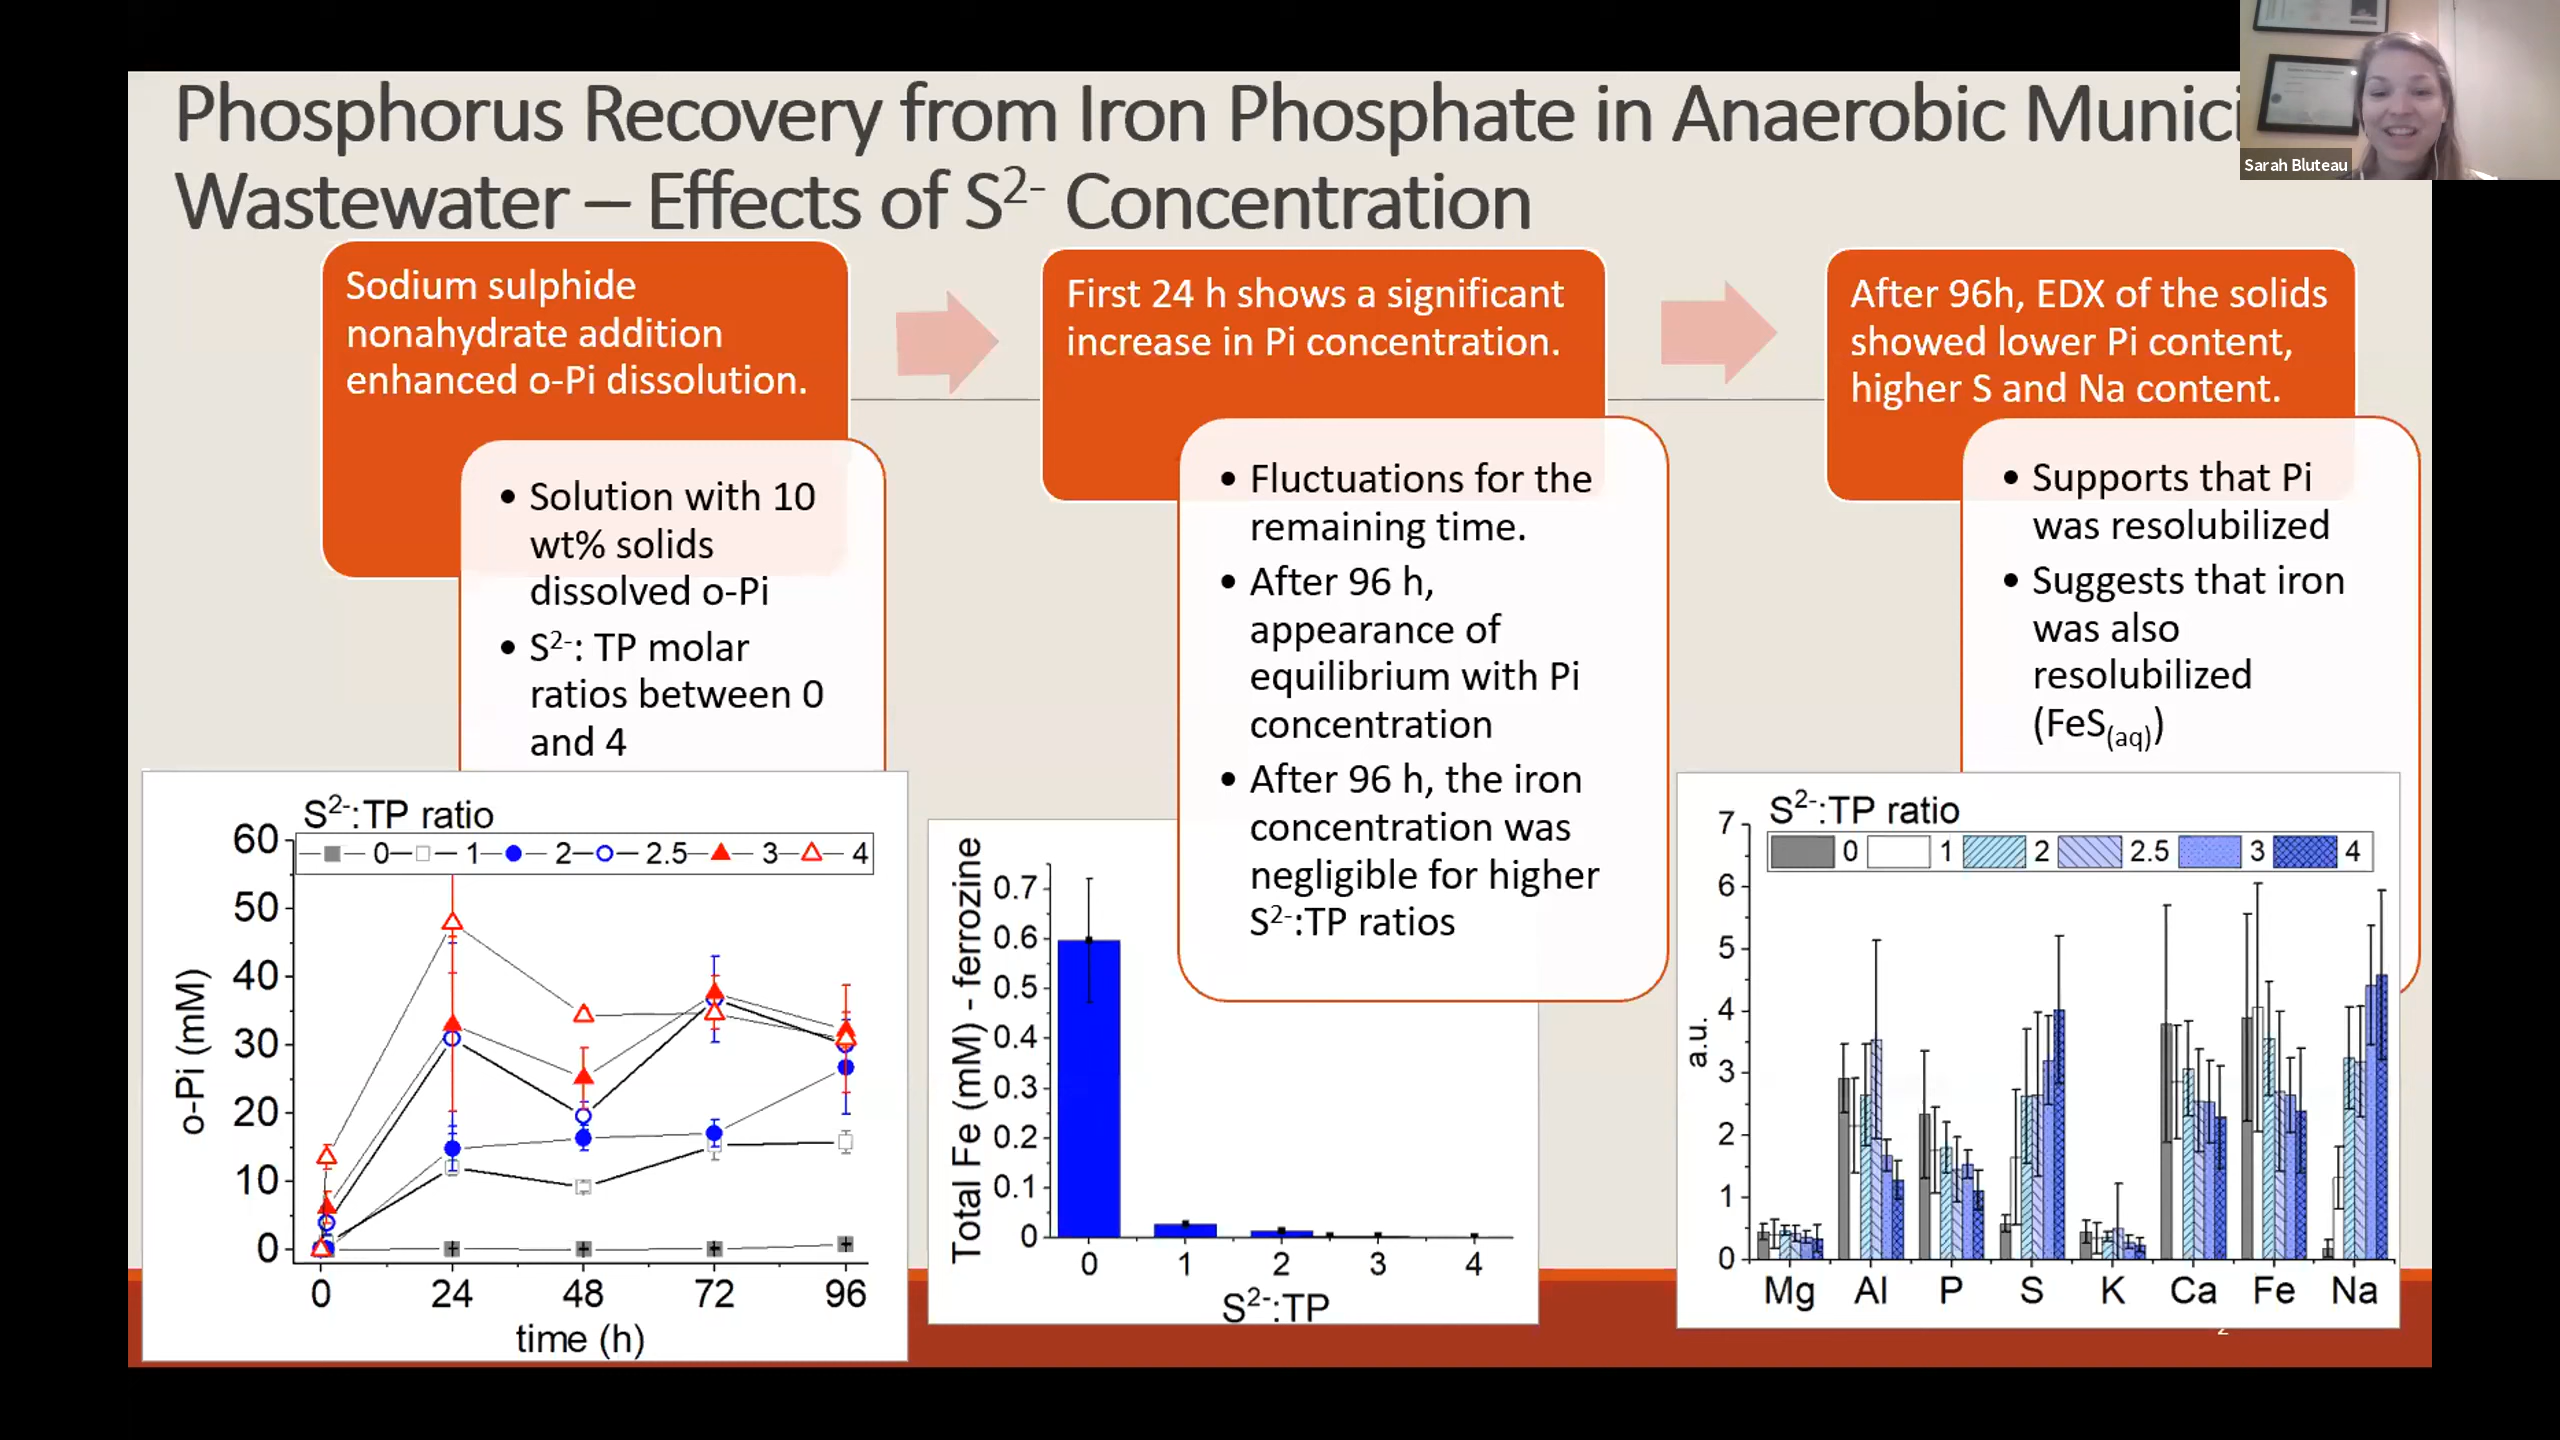 Phosphorus Recovery from Iron Phosphate in Anaerobic Munici
Wastewater – Effects of S²⁻ Concentration
Sarah Bluteau
Sodium sulphide
nonahydrate addition
enhanced o-Pi dissolution.
• Solution with 10
wt% solids
dissolved o-Pi
• S²⁻: TP molar
ratios between 0
and 4
First 24 h shows a significant
increase in Pi concentration.
• Fluctuations for the
remaining time.
• After 96 h,
appearance of
equilibrium with Pi
concentration
• After 96 h, the iron
concentration was
negligible for higher
S²⁻:TP ratios
After 96h, EDX of the solids
showed lower Pi content,
higher S and Na content.
• Supports that Pi
was resolubilized
• Suggests that iron
was also
resolubilized
(FeS(aq))
S²⁻:TP ratio
0 1 2 2.5 3 4
o-Pi (mM)
60
50
40
30
20
10
0
0 24 48 72 96
time (h)
Total Fe (mM) - ferrozine
0.7
0.6
0.5
0.4
0.3
0.2
0.1
0
0 1 2 3 4
S²⁻:TP
S²⁻:TP ratio
0 1 2 2.5 3 4
a.u.
7
6
5
4
3
2
1
0
Mg Al P S K Ca Fe Na